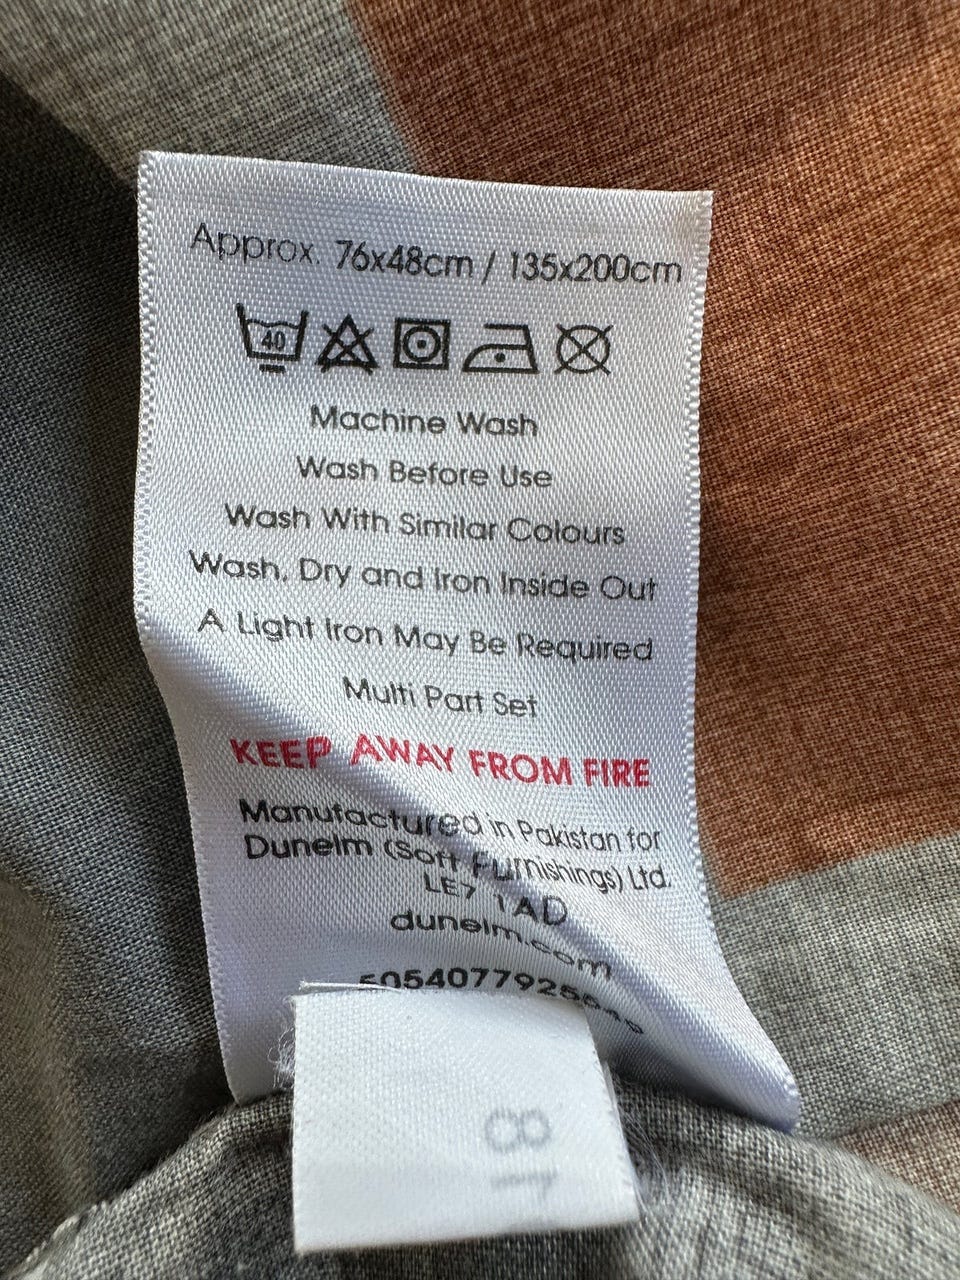 Approx. 76x48cm / 135x200cm
40
Machine Wash
Wash Before Use
Wash With Similar Colours
Wash, Dry and Iron Inside Out
A Light Iron May Be Required
Multi Part Set
KEEP AWAY FROM FIRE
Manufactured in Pakistan for
Dunelm (Soft Furnishings) Ltd
LE7 1AD
dunelm.com